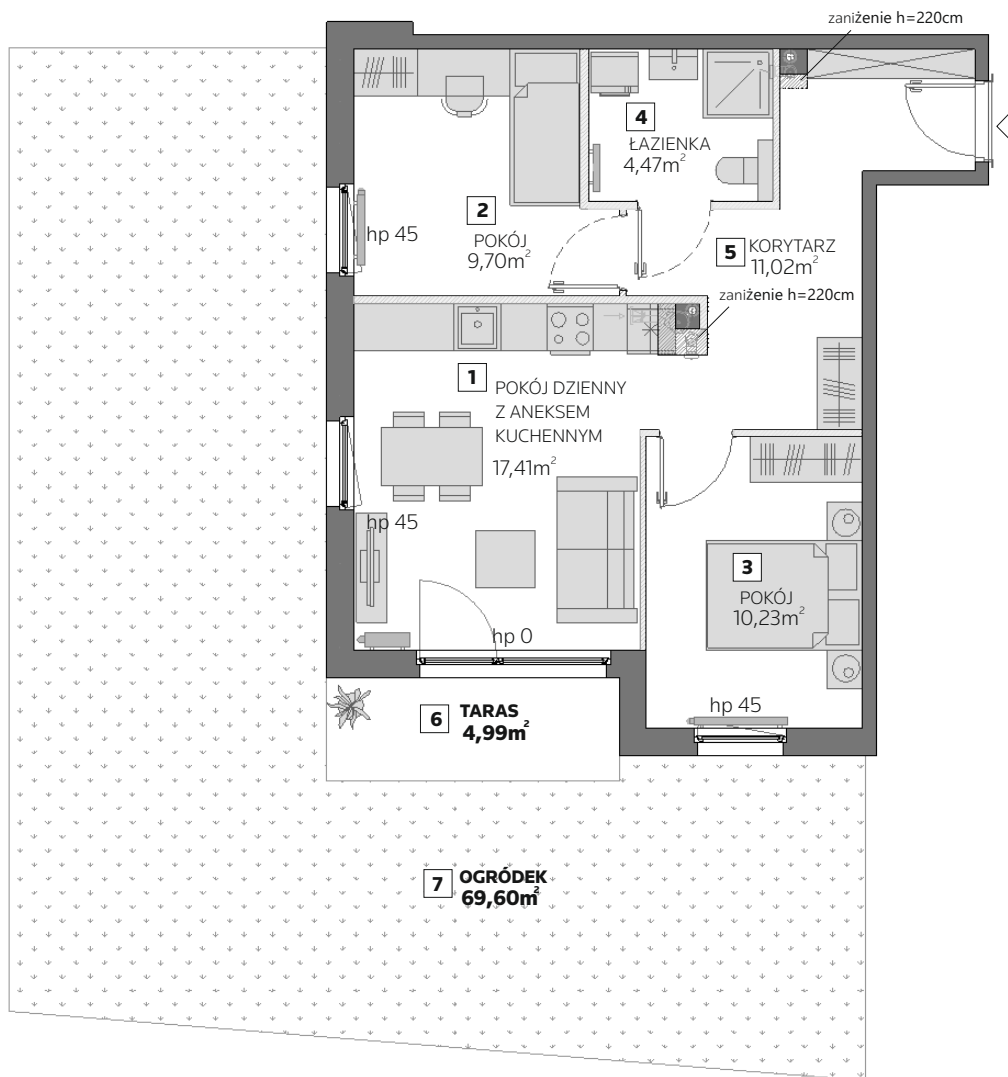 zaniżenie h=220cm
4
ŁAZIENKA
4,47m²
2
POKÓJ
9,70m²
hp 45
5
KORYTARZ
11,02m²
zaniżenie h=220cm
1
POKÓJ DZIENNY
Z ANEKSEM
KUCHENNYM
17,41m²
hp 45
3
POKÓJ
10,23m²
hp 0
hp 45
6
TARAS
4,99m²
7
OGRÓDEK
69,60m²